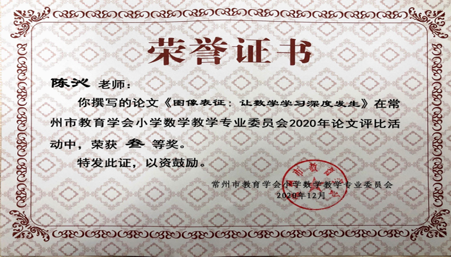 荣誉证书
陈沁 老师：
你撰写的论文《图像表征：让数学学习深度发生》在常
州市教育学会小学数学教学专业委员会2020年论文评比活
动中，荣获 叁 等奖。
特发此证，以资鼓励。
常州市教育学会小学数学教学专业委员会
2020年12月